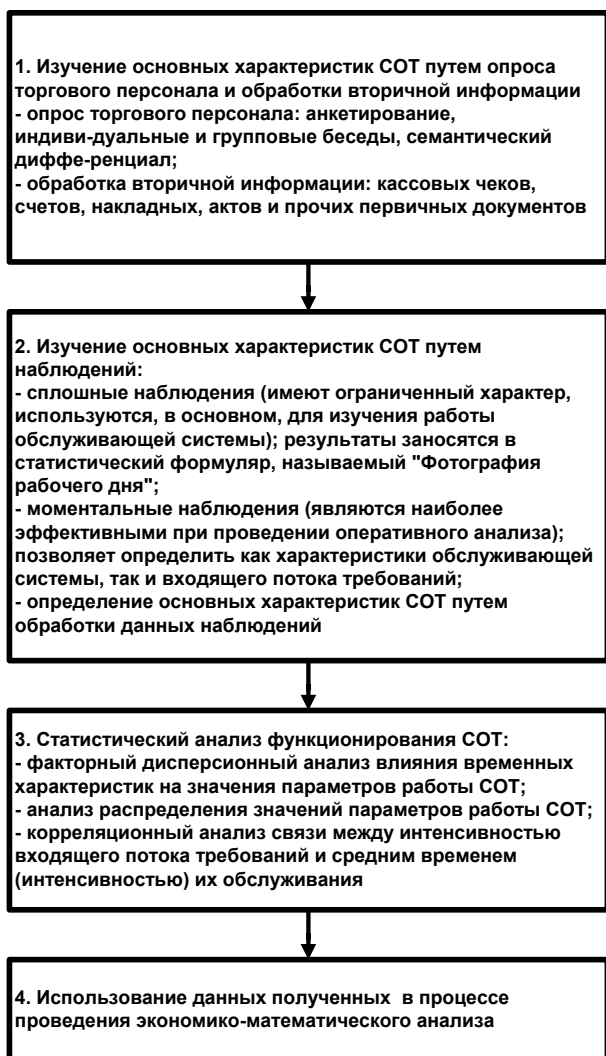 1. Изучение основных характеристик СОТ путем опроса
торгового персонала и обработки вторичной информации
- опрос торгового персонала: анкетирование,
индиви-дуальные и групповые беседы, семантический
диффе-ренциал;
- обработка вторичной информации: кассовых чеков,
счетов, накладных, актов и прочих первичных документов
2. Изучение основных характеристик СОТ путем
наблюдений:
- сплошные наблюдения (имеют ограниченный характер,
используются, в основном, для изучения работы
обслуживающей системы); результаты заносятся в
статистический формуляр, называемый "Фотография
рабочего дня";
- моментальные наблюдения (являются наиболее
эффективными при проведении оперативного анализа);
позволяет определить как характеристики обслуживающей
системы, так и входящего потока требований;
- определение основных характеристик СОТ путем
обработки данных наблюдений
3. Статистический анализ функционирования СОТ:
- факторный дисперсионный анализ влияния временных
характеристик на значения параметров работы СОТ;
- анализ распределения значений параметров работы СОТ;
- корреляционный анализ связи между интенсивностью
входящего потока требований и средним временем
(интенсивностью) их обслуживания
4. Использование данных полученных в процессе
проведения экономико-математического анализа